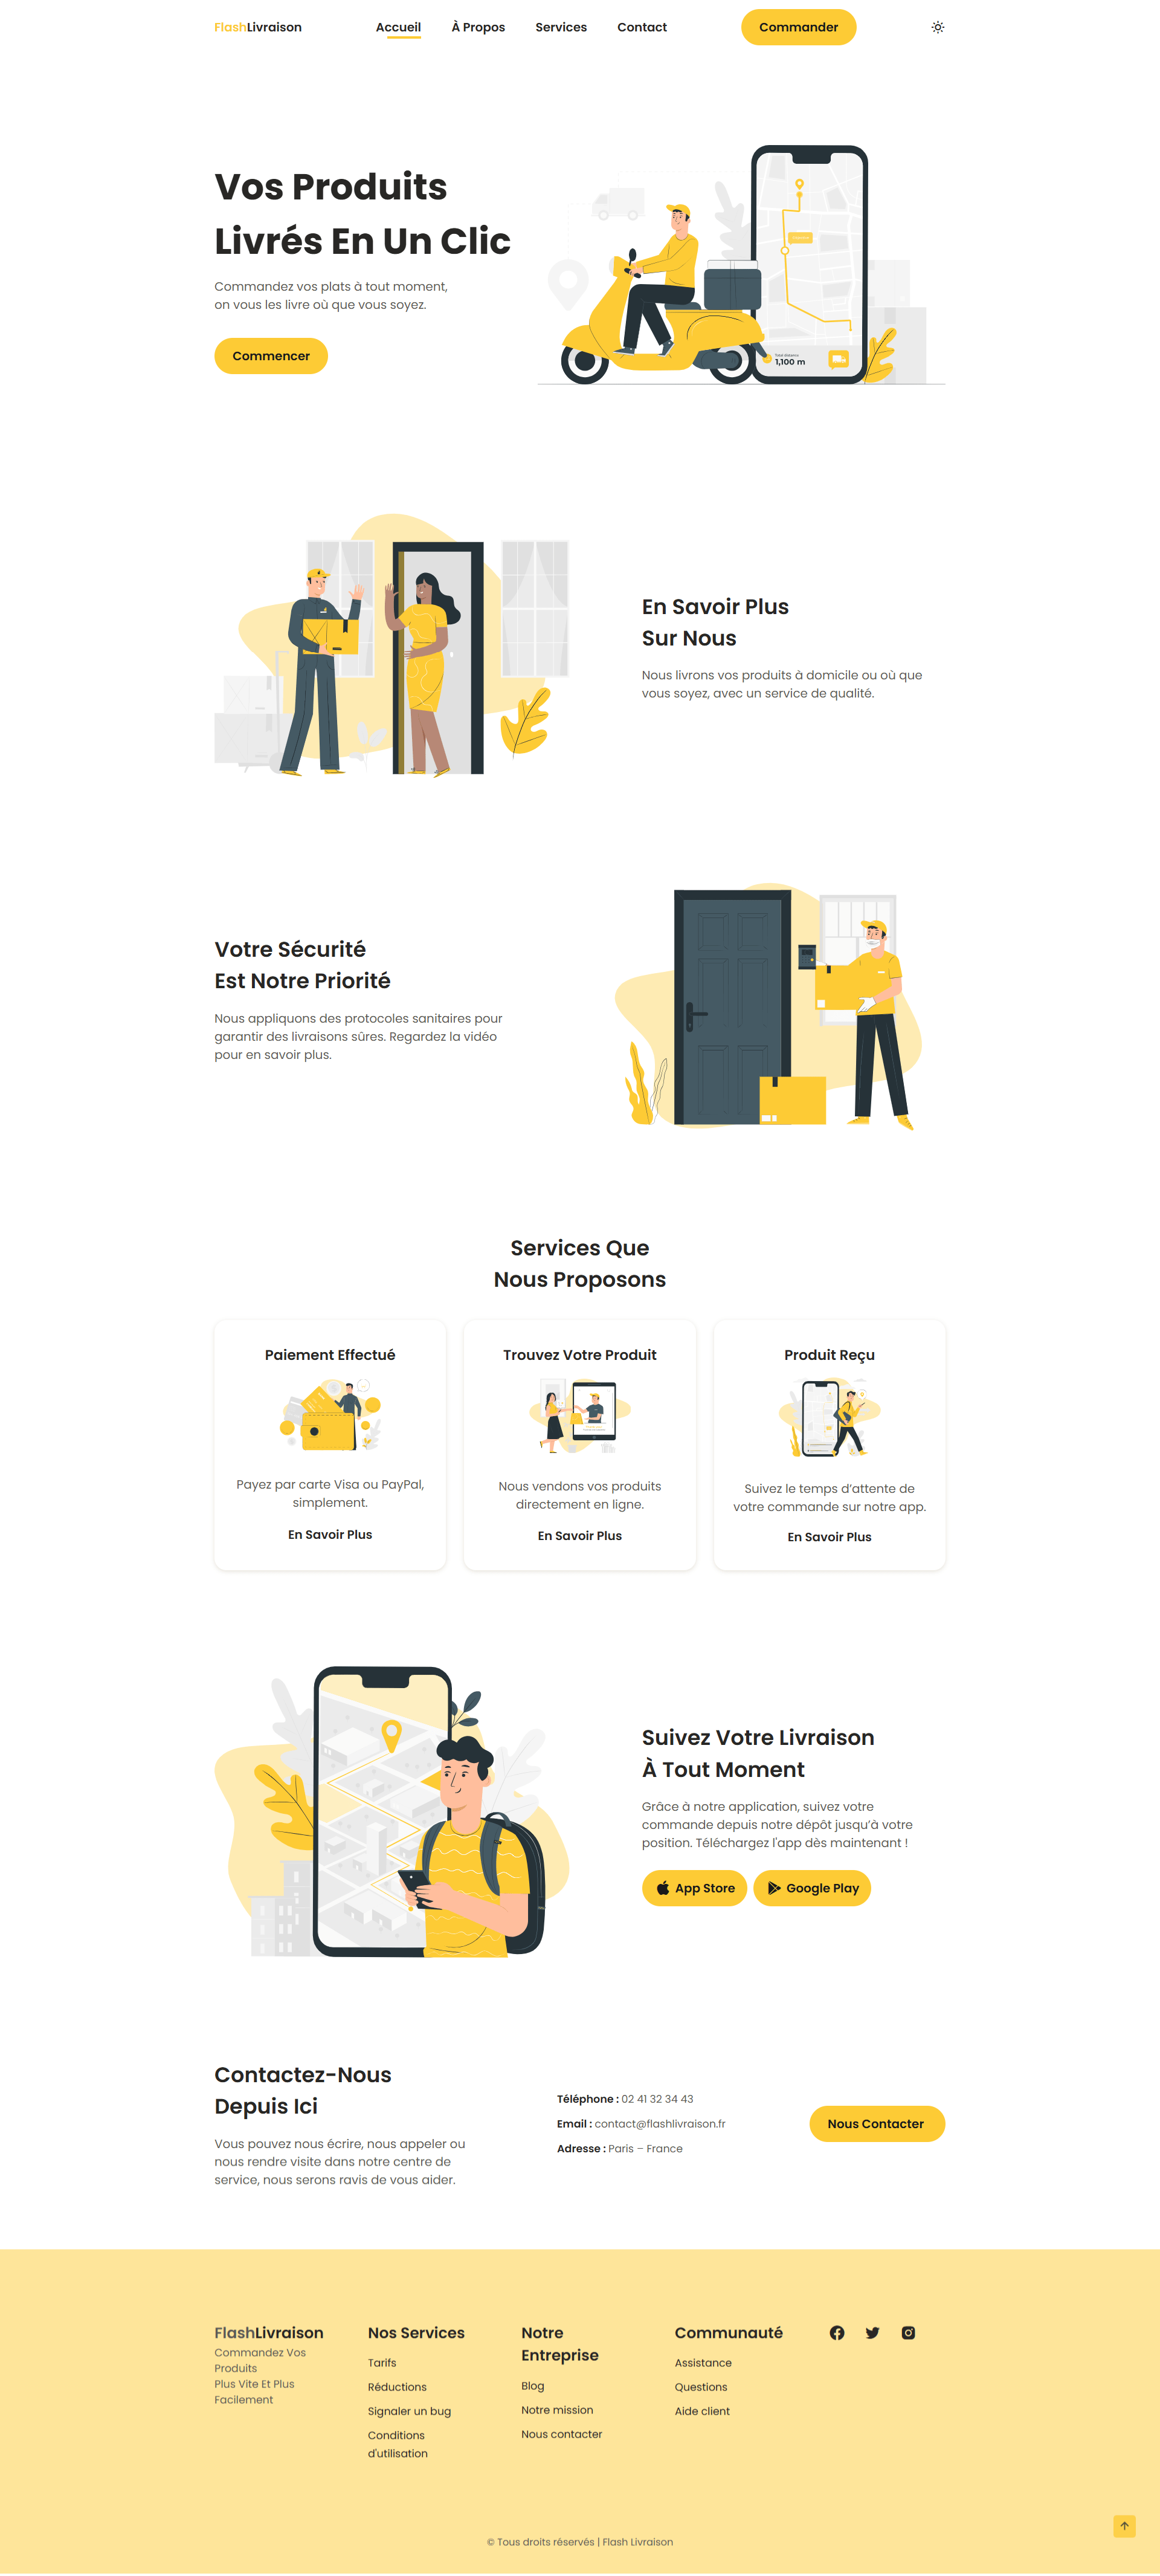 FlashLivraison
Accueil
À Propos
Services
Contact
Commander
Vos Produits
Livrés En Un Clic
Commandez vos plats à tout moment,
on vous les livre où que vous soyez.
Commencer
Total distance
1,100 m
En Savoir Plus
Sur Nous
Nous livrons vos produits à domicile ou où que
vous soyez, avec un service de qualité.
Votre Sécurité
Est Notre Priorité
Nous appliquons des protocoles sanitaires pour
garantir des livraisons sûres. Regardez la vidéo
pour en savoir plus.
Services Que
Nous Proposons
Paiement Effectué
Payez par carte Visa ou PayPal,
simplement.
En Savoir Plus
Trouvez Votre Produit
Nous vendons vos produits
directement en ligne.
En Savoir Plus
Produit Reçu
Suivez le temps d’attente de
votre commande sur notre app.
En Savoir Plus
Suivez Votre Livraison
À Tout Moment
Grâce à notre application, suivez votre
commande depuis notre dépôt jusqu’à votre
position. Téléchargez l'app dès maintenant !
App Store
Google Play
Contactez-Nous
Depuis Ici
Vous pouvez nous écrire, nous appeler ou
nous rendre visite dans notre centre de
service, nous serons ravis de vous aider.
Téléphone : 02 41 32 34 43
Email : contact@flashlivraison.fr
Adresse : Paris – France
Nous Contacter
FlashLivraison
Commandez Vos
Produits
Plus Vite Et Plus
Facilement
Nos Services
Tarifs
Réductions
Signaler un bug
Conditions
d'utilisation
Notre
Entreprise
Blog
Notre mission
Nous contacter
Communauté
Assistance
Questions
Aide client
© Tous droits réservés | Flash Livraison